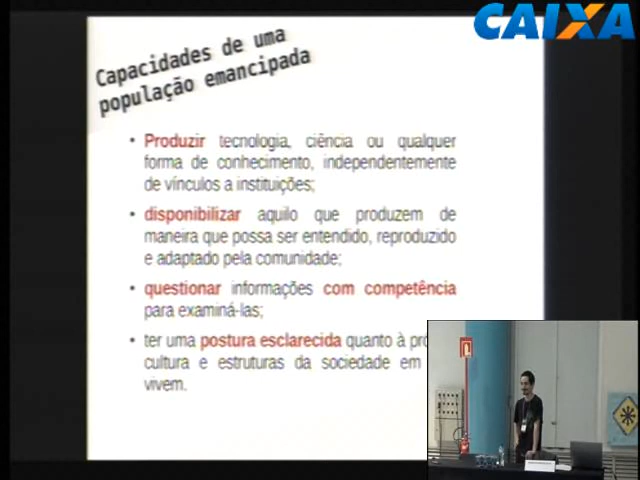 CAIXA
Capacidades de uma
população emancipada
• Produzir tecnologia, ciência ou qualquer
forma de conhecimento, independentemente
de vínculos a instituições;
• disponibilizar aquilo que produzem de
maneira que possa ser entendido, reproduzido
e adaptado pela comunidade;
• questionar informações com competência
para examiná-las;
• ter uma postura esclarecida quanto à
cultura e estruturas da sociedade em
vivem.